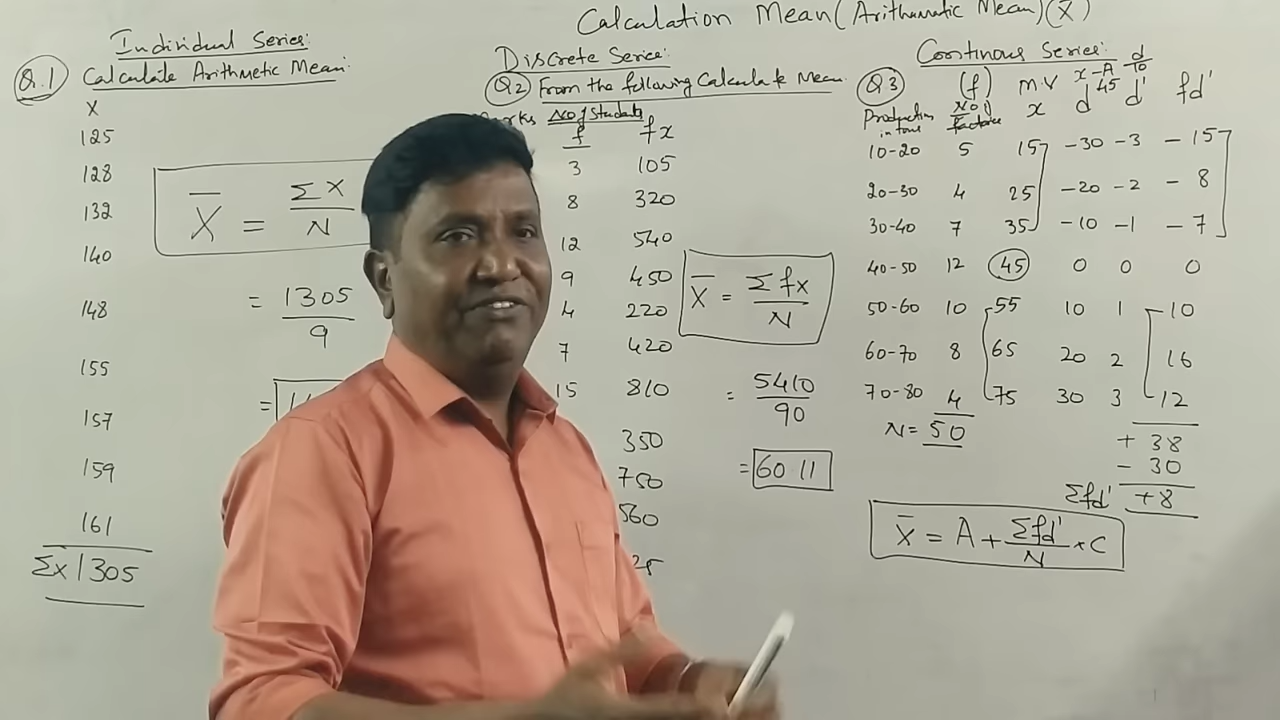 Calculation Mean (Arithamatic Mean) (X̄)
Individual Series:
Q.1 Calculate Arithmetic Mean:
X
125
128
132
140
148
155
157
159
161
Σx 1305
X̄ = ΣX / N
= 1305 / 9
=
Discrete Series:
Q2 From the following Calculate Mean.
No of Students
f fx
3 105
8 320
12 540
9 450
4 220
7 420
15 810
350
750
560
X̄ = Σfx / N
= 5410 / 90
= 60 11
Continous Series:
Q3 (f) m.v x-A d/10
Production in tons No of x d 45 d' fd'
10-20 5 15 -30 -3 -15
20-30 4 25 -20 -2 -8
30-40 7 35 -10 -1 -7
40-50 12 45 0 0 0
50-60 10 55 10 1 10
60-70 8 65 20 2 16
70-80 4 75 30 3 12
N = 50
+ 38
- 30
Σfd' +8
X̄ = A + Σfd' / N × C